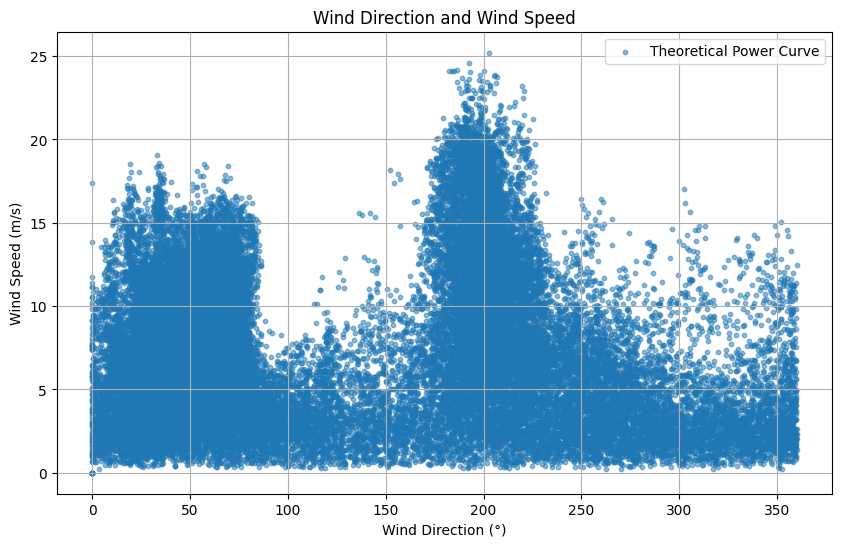 Wind Direction and Wind Speed
Theoretical Power Curve
Wind Speed (m/s)
25
20
15
10
5
0
0 50 100 150 200 250 300 350
Wind Direction (°)